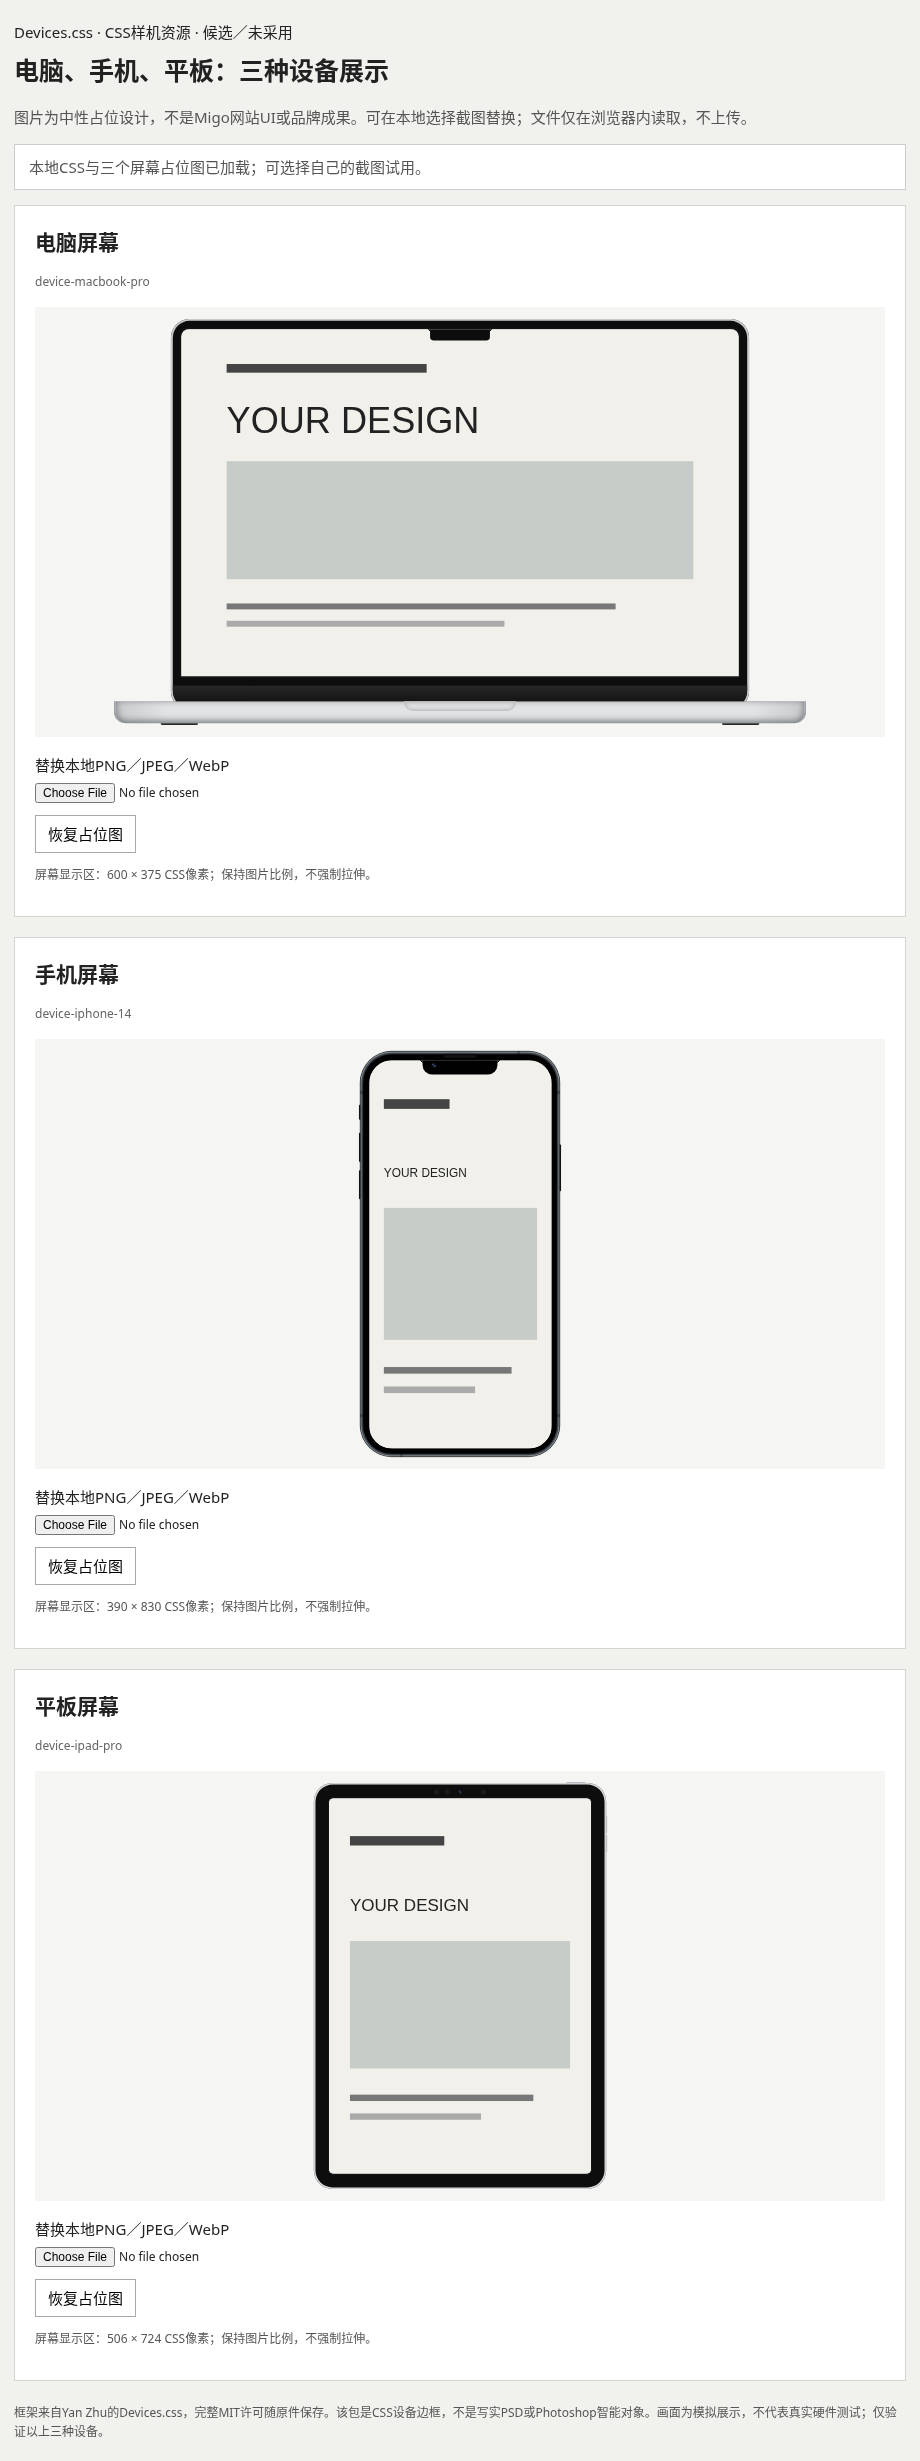 Devices.css · CSS样机资源 · 候选／未采用
电脑、手机、平板：三种设备展示
图片为中性占位设计，不是Migo网站UI或品牌成果。可在本地选择截图替换；文件仅在浏览器内读取，不上传。
本地CSS与三个屏幕占位图已加载；可选择自己的截图试用。
电脑屏幕
device-macbook-pro
YOUR DESIGN
替换本地PNG／JPEG／WebP
Choose File No file chosen
恢复占位图
屏幕显示区：600 × 375 CSS像素；保持图片比例，不强制拉伸。
手机屏幕
device-iphone-14
YOUR DESIGN
替换本地PNG／JPEG／WebP
Choose File No file chosen
恢复占位图
屏幕显示区：390 × 830 CSS像素；保持图片比例，不强制拉伸。
平板屏幕
device-ipad-pro
YOUR DESIGN
替换本地PNG／JPEG／WebP
Choose File No file chosen
恢复占位图
屏幕显示区：506 × 724 CSS像素；保持图片比例，不强制拉伸。
框架来自Yan Zhu的Devices.css，完整MIT许可随原件保存。该包是CSS设备边框，不是写实PSD或Photoshop智能对象。画面为模拟展示，不代表真实硬件测试；仅验
证以上三种设备。